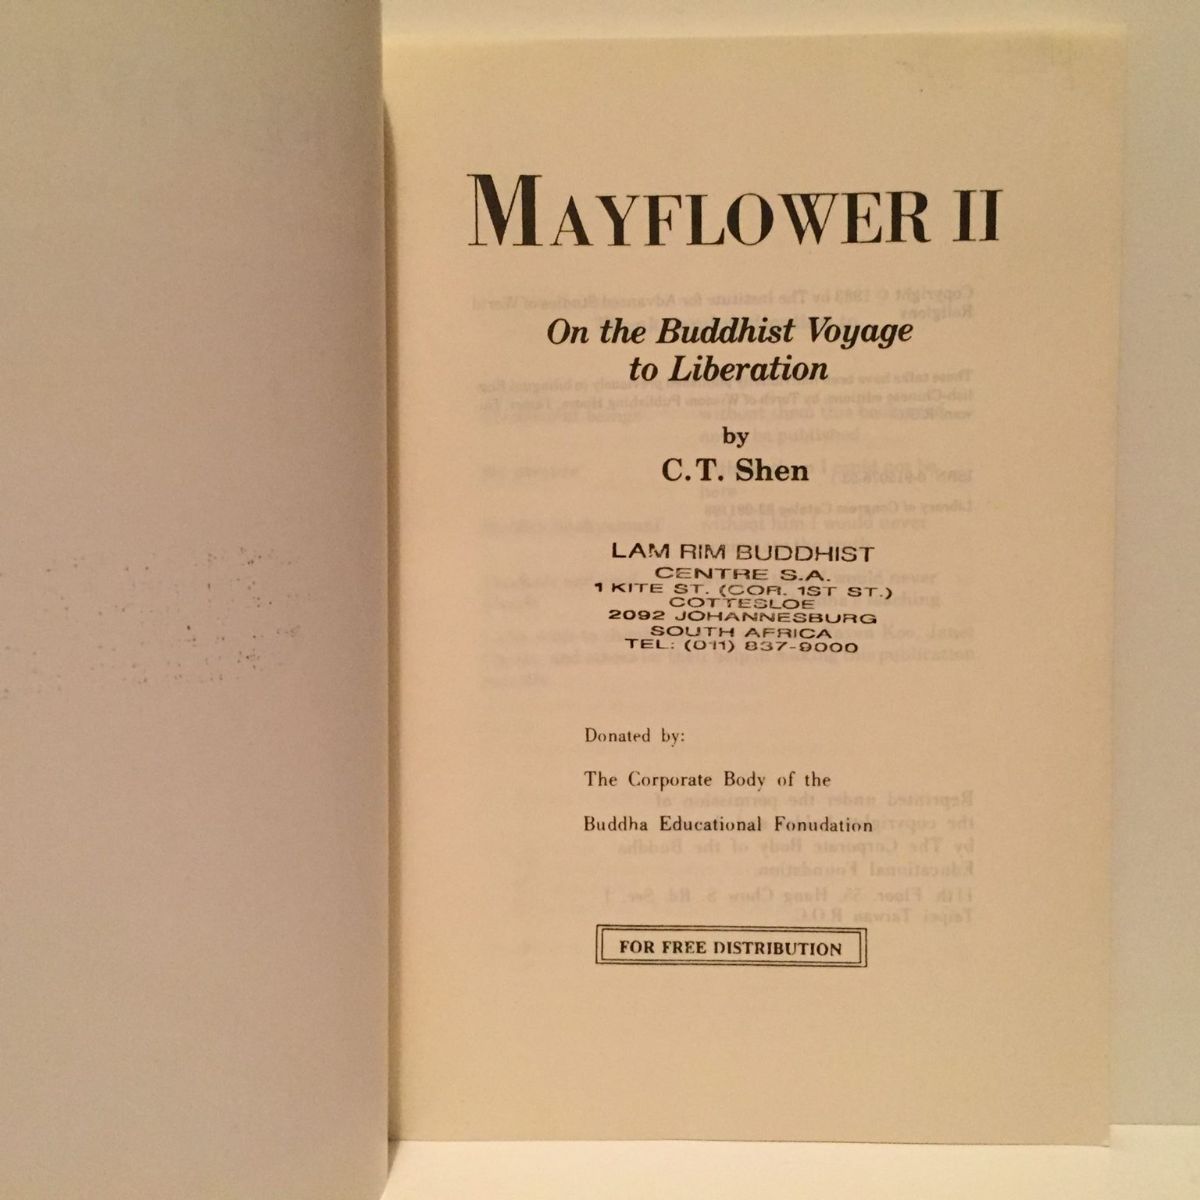 MAYFLOWER II
On the Buddhist Voyage
to Liberation
by
C.T. Shen
LAM RIM BUDDHIST
CENTRE S.A.
1 KITE ST. (COR. 1ST ST.)
COTTESLOE
2092 JOHANNESBURG
SOUTH AFRICA
TEL: (011) 837-9000
Donated by:
The Corporate Body of the
Buddha Educational Fonudation
FOR FREE DISTRIBUTION